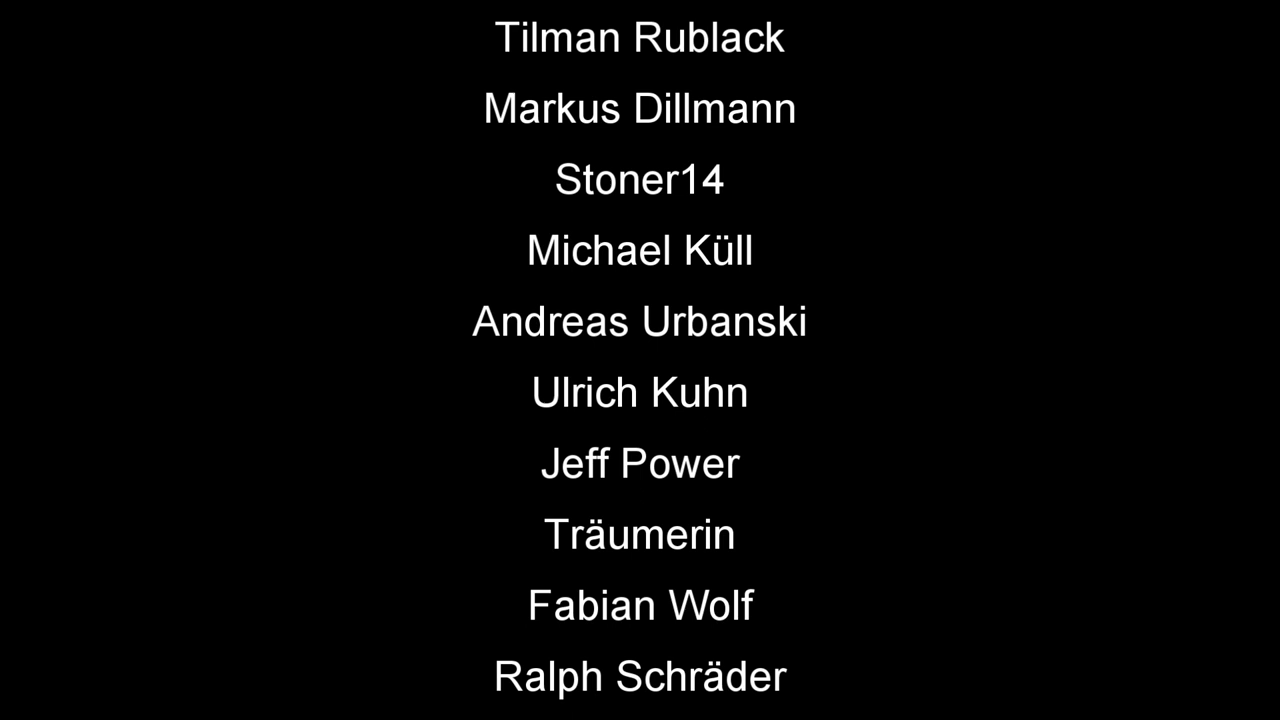 Tilman Rublack
Markus Dillmann
Stoner14
Michael Küll
Andreas Urbanski
Ulrich Kuhn
Jeff Power
Träumerin
Fabian Wolf
Ralph Schräder